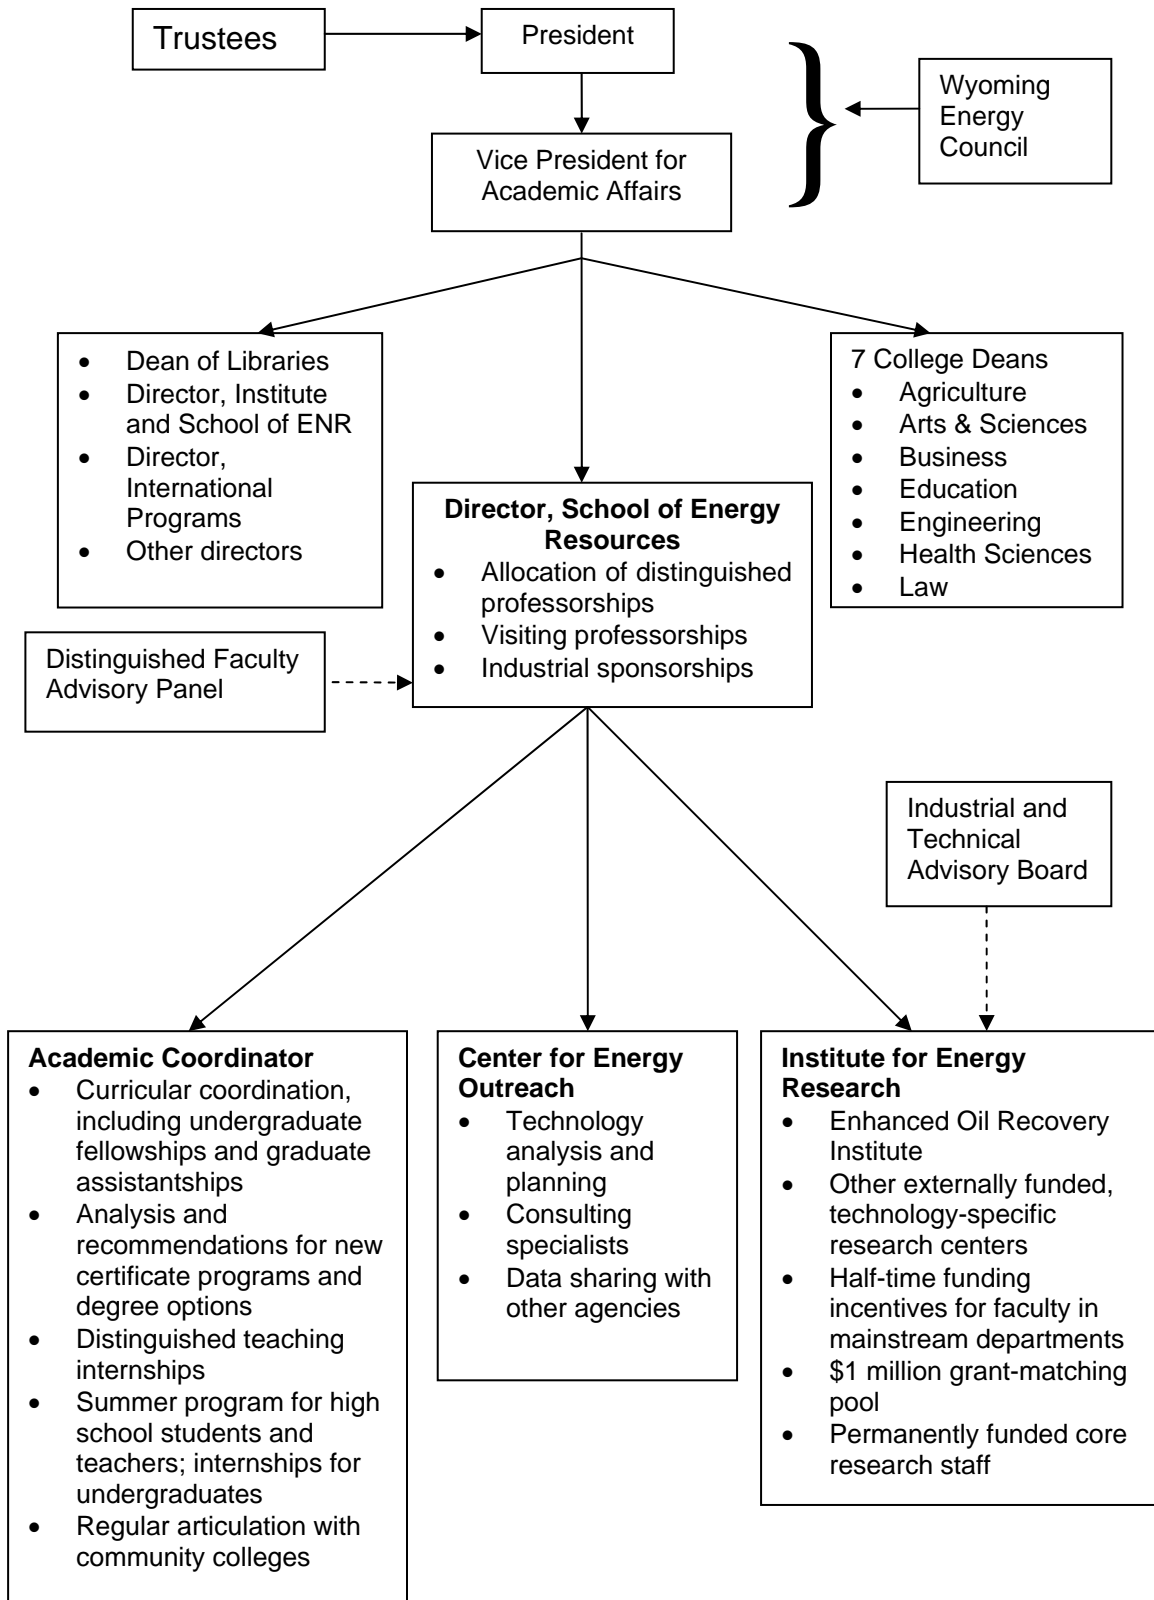 Trustees
President
Wyoming
Energy
Council
Vice President for
Academic Affairs
• Dean of Libraries
• Director, Institute
and School of ENR
• Director,
International
Programs
• Other directors
7 College Deans
• Agriculture
• Arts & Sciences
• Business
• Education
• Engineering
• Health Sciences
• Law
Director, School of Energy
Resources
• Allocation of distinguished
professorships
• Visiting professorships
• Industrial sponsorships
Distinguished Faculty
Advisory Panel
Industrial and
Technical
Advisory Board
Academic Coordinator
• Curricular coordination,
including undergraduate
fellowships and graduate
assistantships
• Analysis and
recommendations for new
certificate programs and
degree options
• Distinguished teaching
internships
• Summer program for high
school students and
teachers; internships for
undergraduates
• Regular articulation with
community colleges
Center for Energy
Outreach
• Technology
analysis and
planning
• Consulting
specialists
• Data sharing with
other agencies
Institute for Energy
Research
• Enhanced Oil Recovery
Institute
• Other externally funded,
technology-specific
research centers
• Half-time funding
incentives for faculty in
mainstream departments
• $1 million grant-matching
pool
• Permanently funded core
research staff